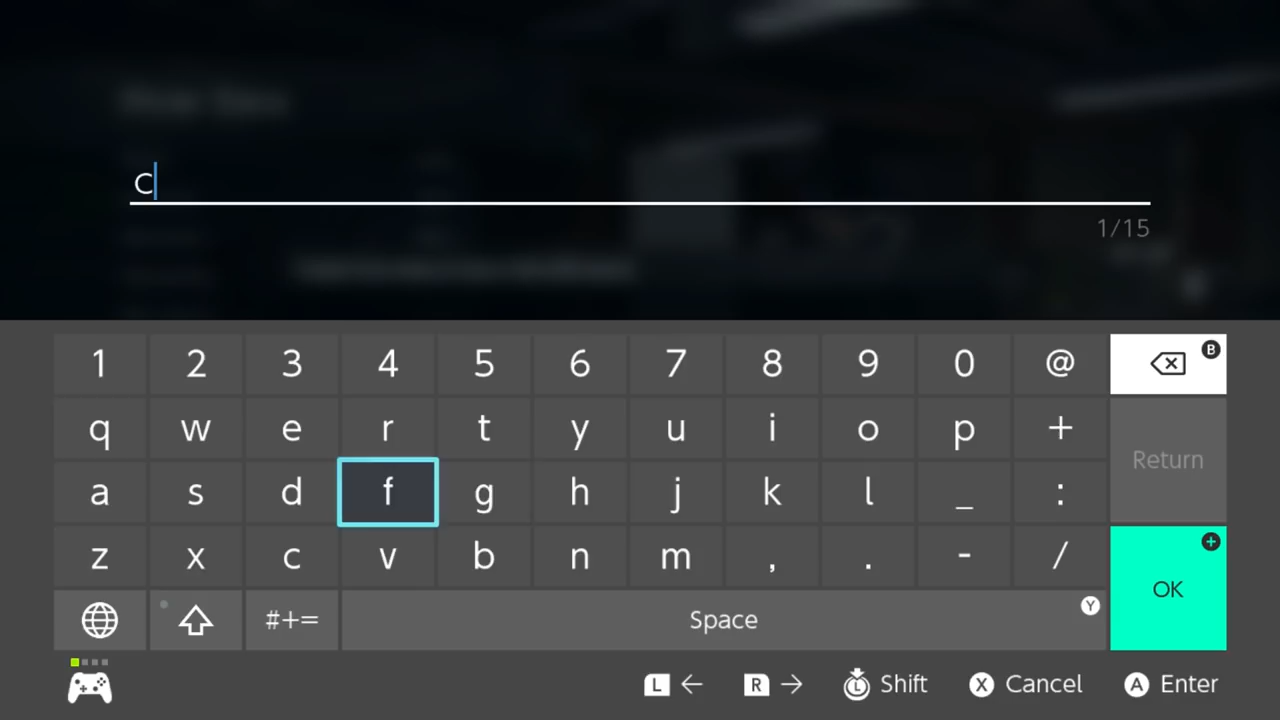 C
1/15
1 2 3 4 5 6 7 8 9 0 @ B
q w e r t y u i o p + Return
a s d f g h j k l _ :
z x c v b n m , . - / OK +
#+= Space Y
L ← R → L Shift X Cancel A Enter